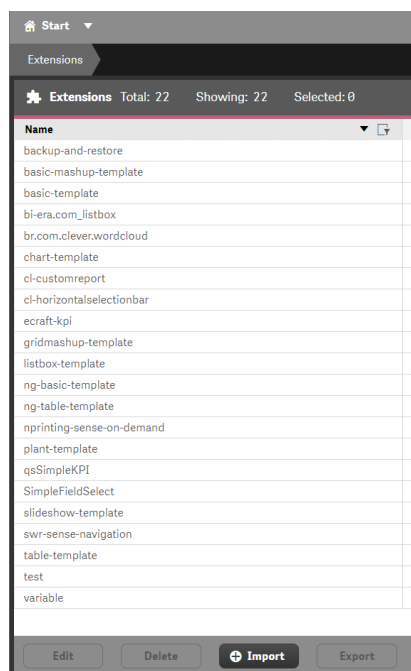 Start
Extensions
Extensions Total: 22 Showing: 22 Selected: 0
Name
backup-and-restore
basic-mashup-template
basic-template
bi-era.com_listbox
br.com.clever.wordcloud
chart-template
cl-customreport
cl-horizontalselectionbar
ecraft-kpi
gridmashup-template
listbox-template
ng-basic-template
ng-table-template
nprinting-sense-on-demand
plant-template
qsSimpleKPI
SimpleFieldSelect
slideshow-template
swr-sense-navigation
table-template
test
variable
Edit Delete Import Export